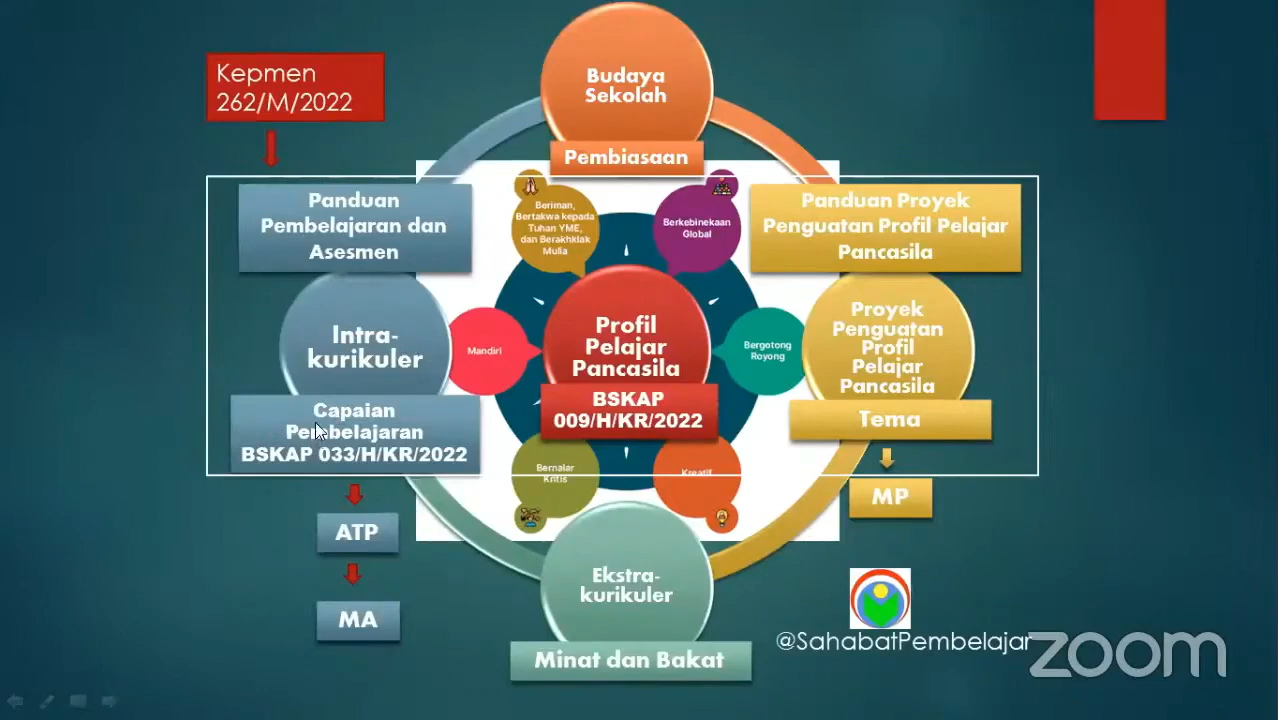 Kepmen
262/M/2022
Budaya
Sekolah
Pembiasaan
Panduan
Pembelajaran dan
Asesmen
Beriman,
Bertakwa kepada
Tuhan YME,
dan Berakhklak
Mulia
Berkebinekaan
Global
Panduan Proyek
Penguatan Profil Pelajar
Pancasila
Intra-
kurikuler
Mandiri
Profil
Pelajar
Pancasila
BSKAP
009/H/KR/2022
Bergotong
Royong
Proyek
Penguatan
Profil
Pelajar
Pancasila
Tema
Capaian
Pembelajaran
BSKAP 033/H/KR/2022
Bernalar
Kritis
Kreatif
MP
ATP
MA
Ekstra-
kurikuler
Minat dan Bakat
@SahabatPembelajar
zoom